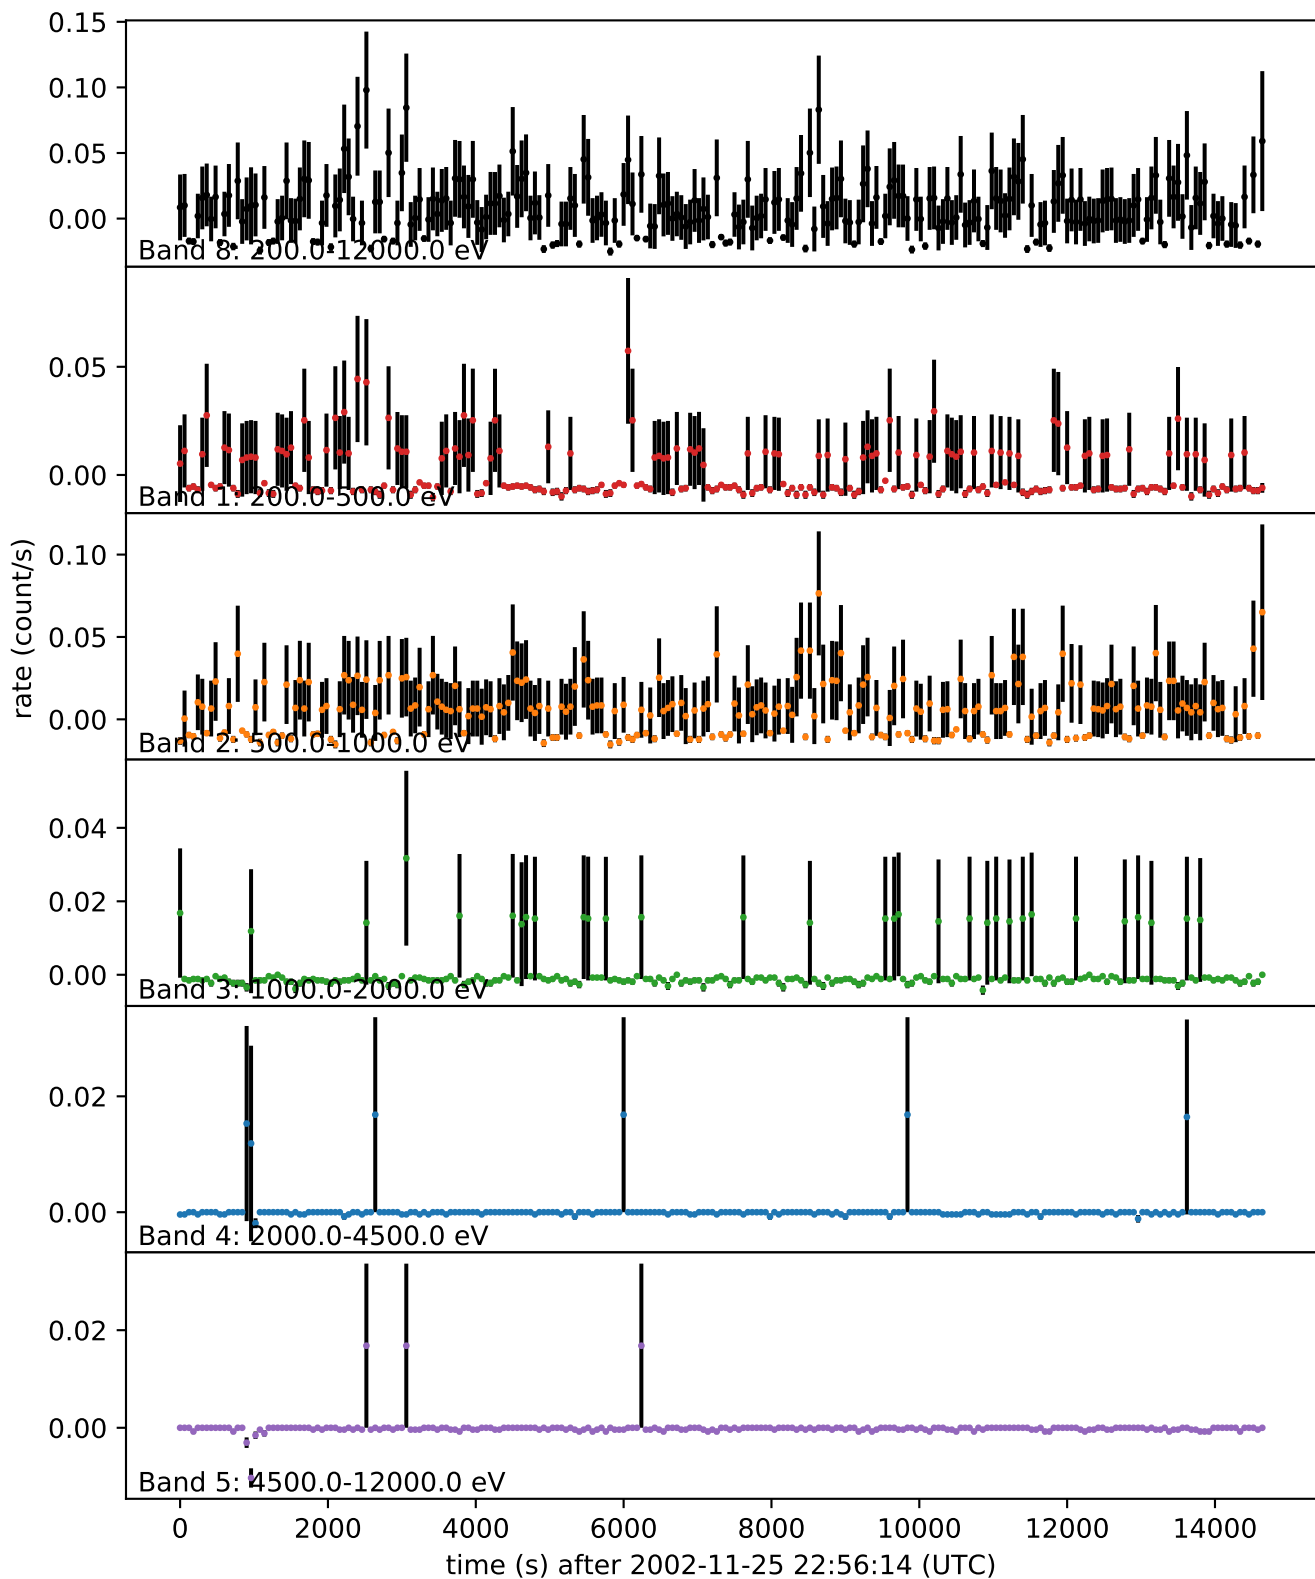 0.15
0.10
0.05
0.00
Band 8: 200.0-12000.0 eV
0.05
0.00
Band 1: 200.0-500.0 eV
rate (count/s)
0.10
0.05
0.00
Band 2: 500.0-1000.0 eV
0.04
0.02
0.00
Band 3: 1000.0-2000.0 eV
0.02
0.00
Band 4: 2000.0-4500.0 eV
0.02
0.00
Band 5: 4500.0-12000.0 eV
0 2000 4000 6000 8000 10000 12000 14000
time (s) after 2002-11-25 22:56:14 (UTC)